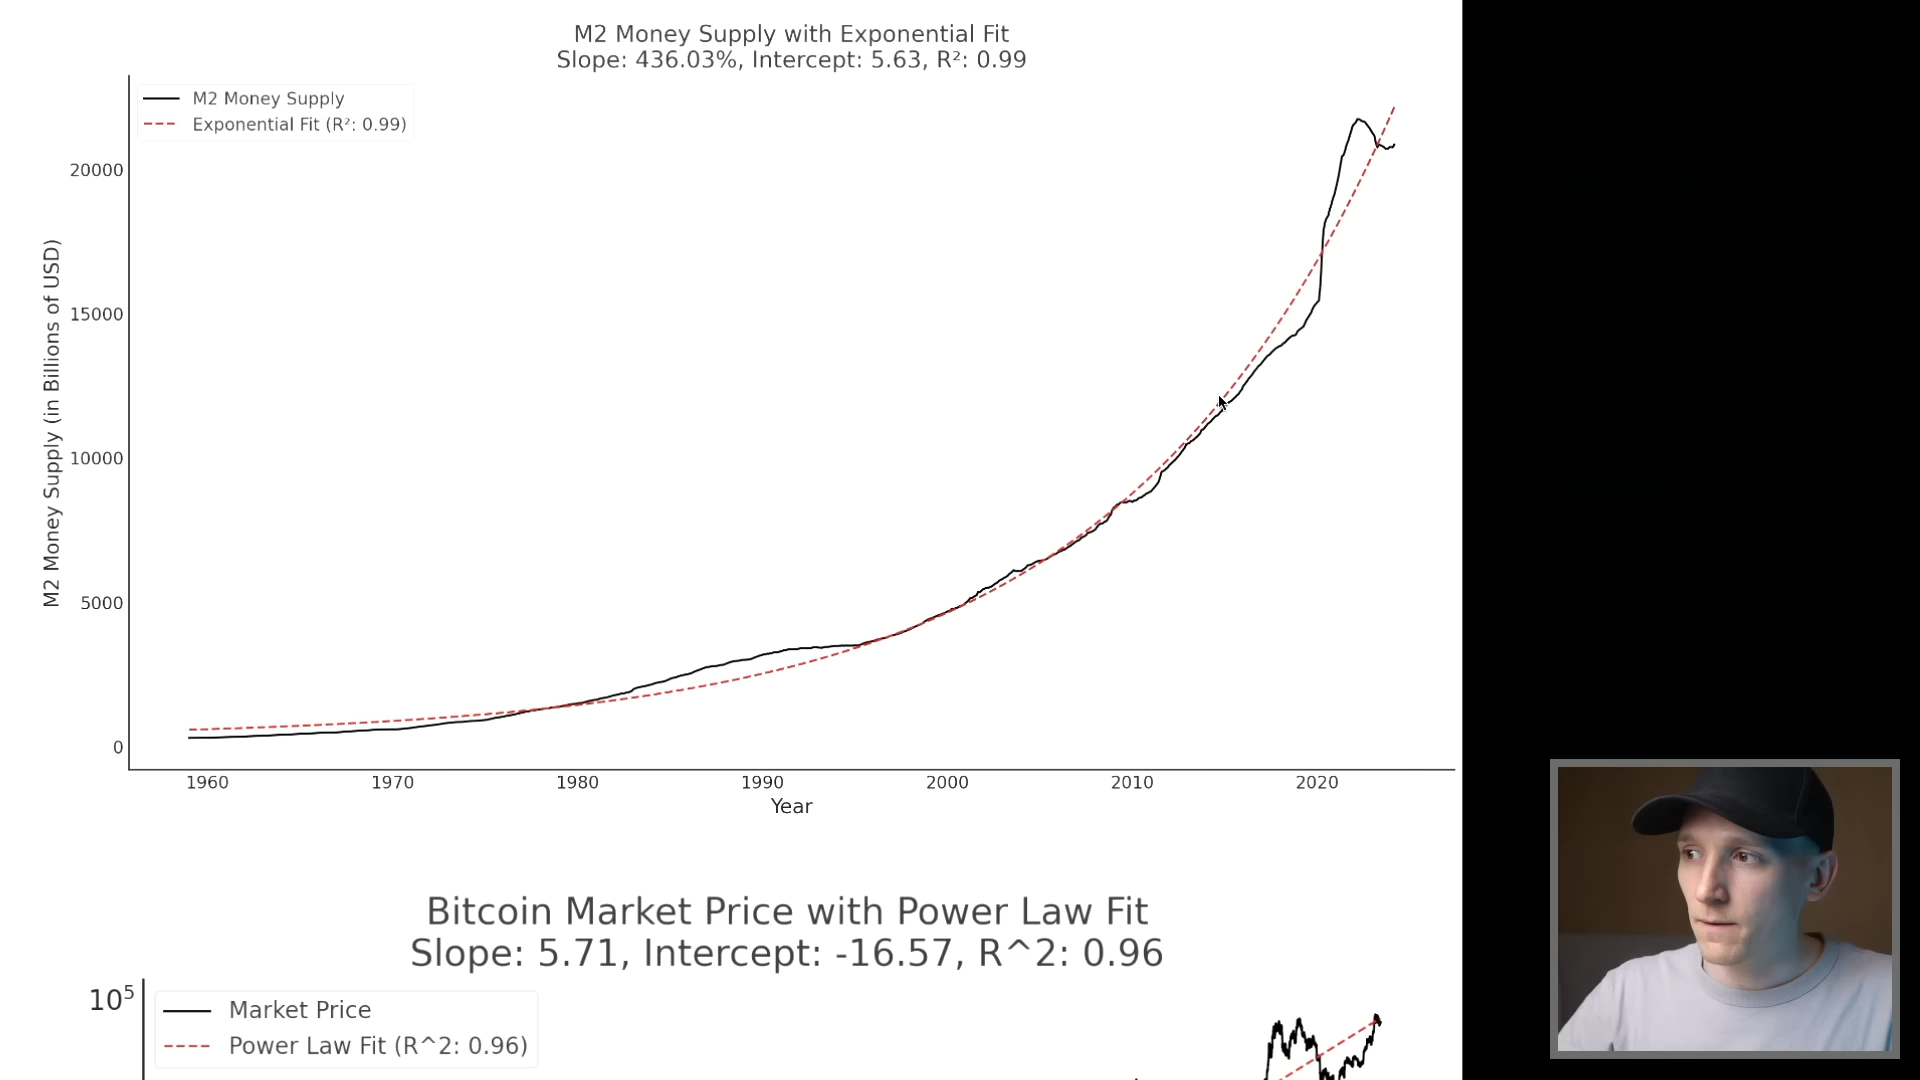 M2 Money Supply with Exponential Fit
Slope: 436.03%, Intercept: 5.63, R²: 0.99
M2 Money Supply
Exponential Fit (R²: 0.99)
M2 Money Supply (in Billions of USD)
20000
15000
10000
5000
0
1960 1970 1980 1990 2000 2010 2020
Year
Bitcoin Market Price with Power Law Fit
Slope: 5.71, Intercept: -16.57, R^2: 0.96
10⁵
Market Price
Power Law Fit (R^2: 0.96)